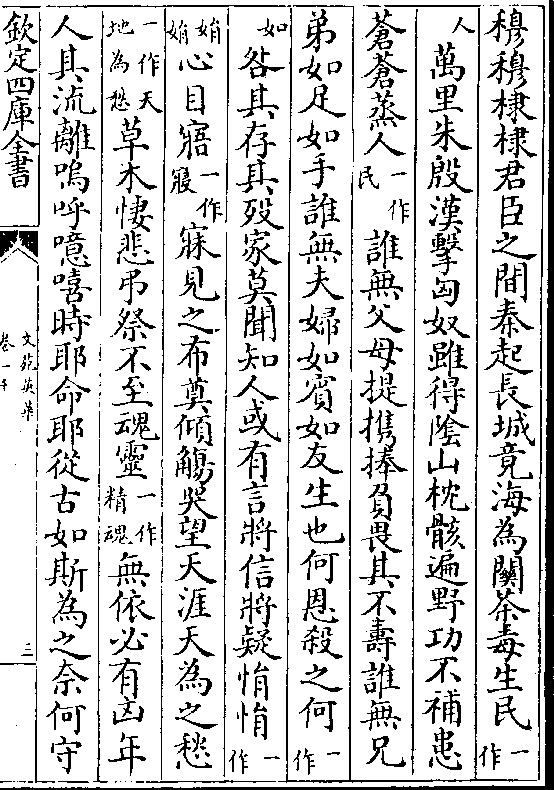 穆穆棣棣君臣之間秦起長城竟海為關荼毒生民一作
人萬里朱殷漢擊匈奴雖得陰山枕骸遍野功不補患
蒼蒼蒸人一作民誰無父母提攜捧負畏其不壽誰無兄
弟如足如手誰無夫婦如賓如友生也何恩殺之何一作
如咎其存其殁家莫聞知人或有言將信將疑悁悁一作
娟娟心目寤一作寢寐見之布奠傾觴哭望天涯天為之愁
一作天地為愁草木悽悲弔祭不至魂靈一作精魂無依必有凶年
人其流離嗚呼噫嘻時耶命耶從古如斯為之奈何守
欽定四庫全書
文苑英華
卷一千
三